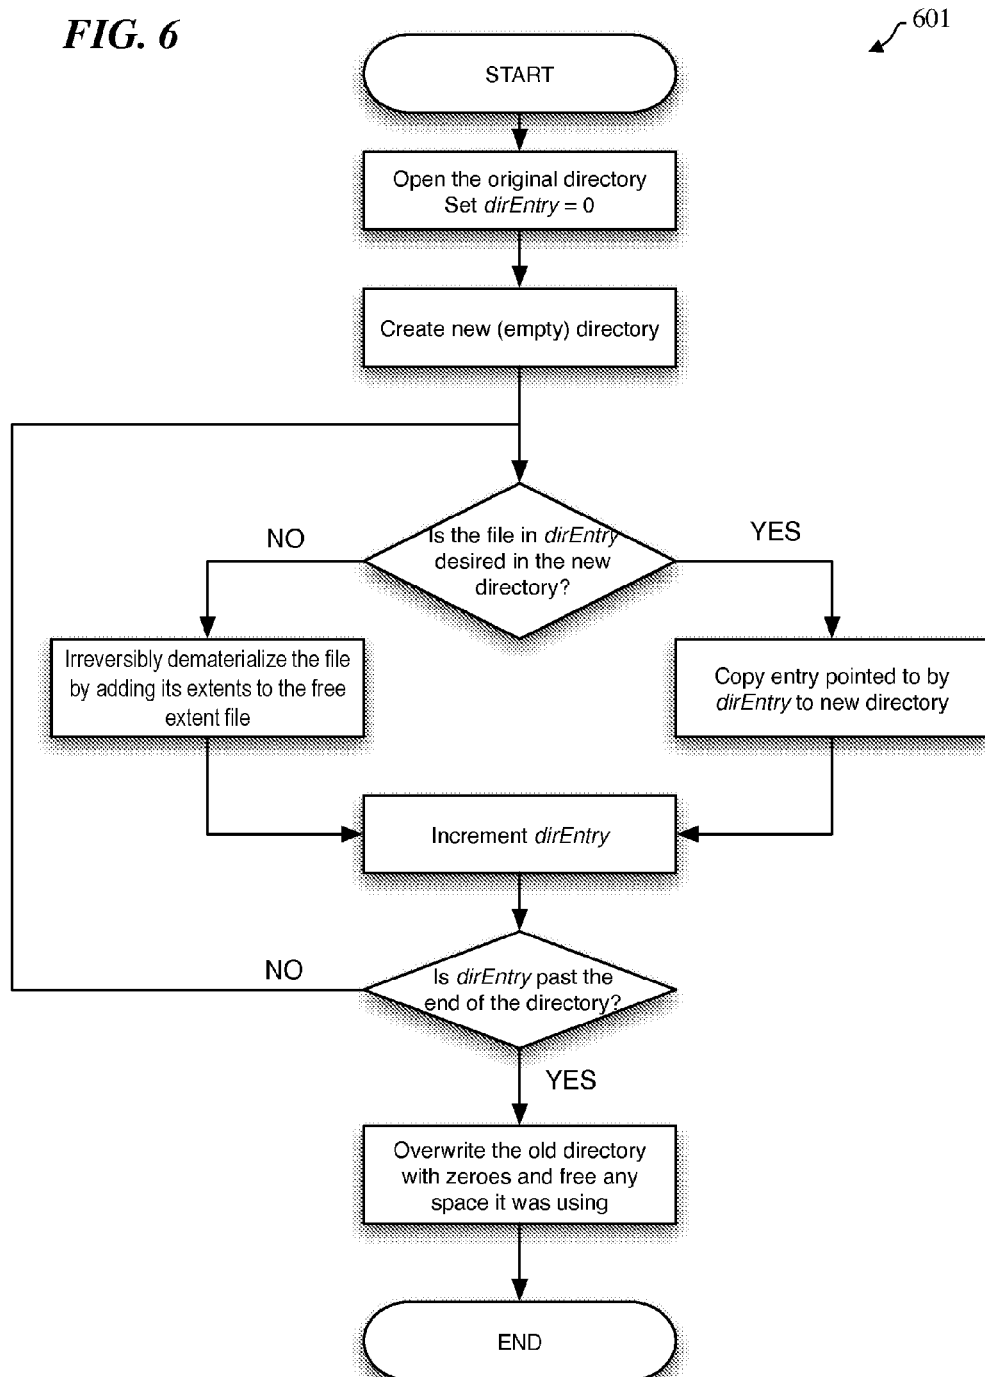 FIG. 6
601
START
Open the original directory
Set dirEntry = 0
Create new (empty) directory
Is the file in dirEntry
desired in the new
directory?
NO
YES
Irreversibly dematerialize the file
by adding its extents to the free
extent file
Copy entry pointed to by
dirEntry to new directory
Increment dirEntry
Is dirEntry past the
end of the directory?
NO
YES
Overwrite the old directory
with zeroes and free any
space it was using
END